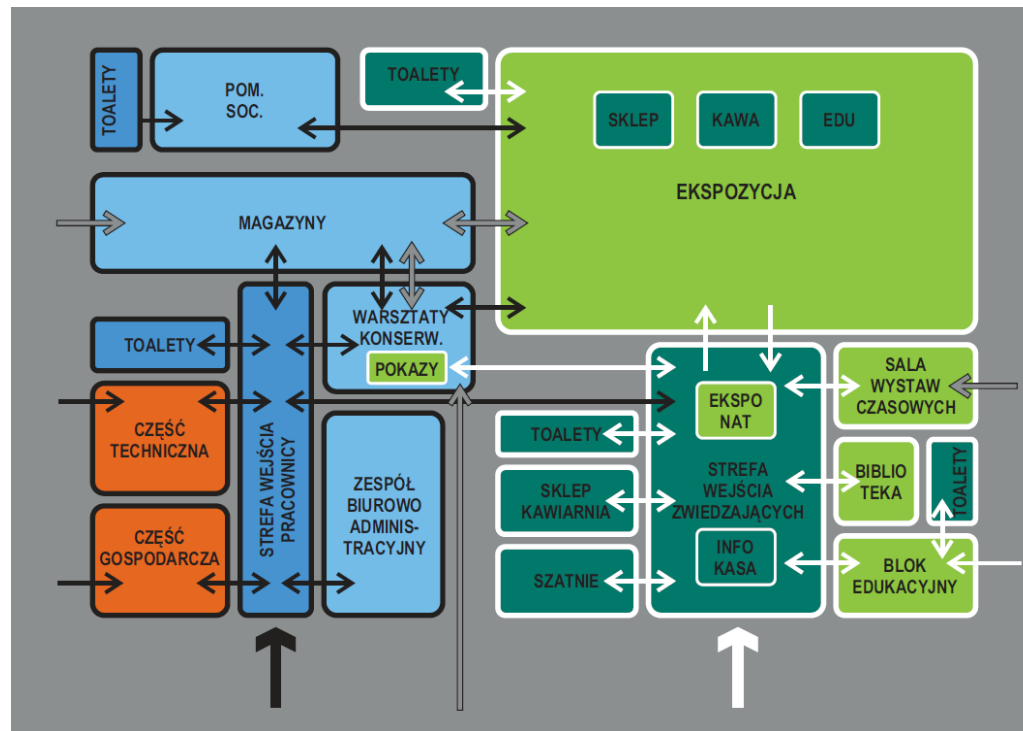 TOALETY
POM.
SOC.
TOALETY
SKLEP
KAWA
EDU
EKSPOZYCJA
MAGAZYNY
WARSZTATY
KONSERW.
POKAZY
TOALETY
CZĘŚĆ
TECHNICZNA
CZĘŚĆ
GOSPODARCZA
STREFA WEJŚCIA
PRACOWNICY
ZESPÓŁ
BIUROWO
ADMINIS-
TRACYJNY
TOALETY
SKLEP
KAWIARNIA
SZATNIE
EKSPO
NAT
STREFA
WEJŚCIA
ZWIEDZAJĄCYCH
INFO
KASA
SALA
WYSTAW
CZASOWYCH
BIBLIO
TEKA
TOALETY
BLOK
EDUKACYJNY